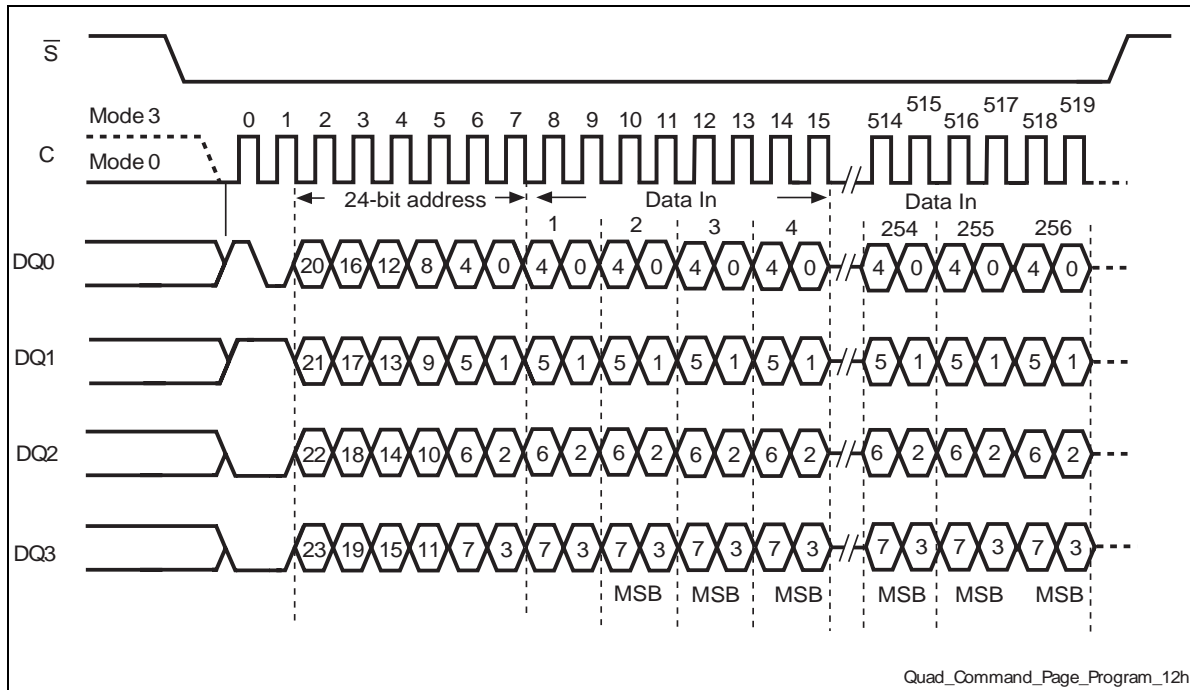 S
515 517 519
Mode 3
0 1 2 3 4 5 6 7 8 9 10 11 12 13 14 15 514 516 518
C
Mode 0
24-bit address Data In Data In
1 2 3 4 254 255 256
DQ0 20 16 12 8 4 0 4 0 4 0 4 0 4 0 4 0 4 0 4 0
DQ1 21 17 13 9 5 1 5 1 5 1 5 1 5 1 5 1 5 1 5 1
DQ2 22 18 14 10 6 2 6 2 6 2 6 2 6 2 6 2 6 2 6 2
DQ3 23 19 15 11 7 3 7 3 7 3 7 3 7 3 7 3 7 3 7 3
MSB MSB MSB MSB MSB MSB
Quad_Command_Page_Program_12h